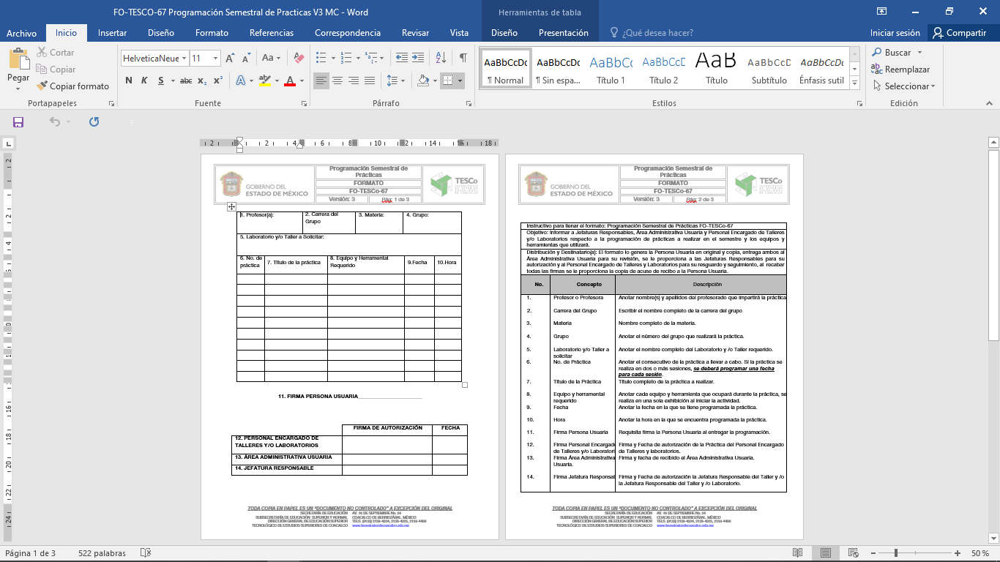 FO-TESCO-67 Programación Semestral de Practicas V3 MC - Word
Herramientas de tabla
Archivo Inicio Insertar Diseño Formato Referencias Correspondencia Revisar Vista Diseño Presentación ¿Qué desea hacer? Iniciar sesión Compartir
Pegar
Cortar
Copiar
Copiar formato
Portapapeles
HelveticaNeue 11
N K S abc x₂ x²
Fuente
Párrafo
AaBbCcDc AaBbCcDc AaBbCc AaBbCcD AaB AaBbCcD AaBbCcDc
¶ Normal ¶ Sin espa... Título 1 Título 2 Título Subtítulo Énfasis sutil
Estilos
Buscar
Reemplazar
Seleccionar
Edición
2 2 4 6 8 10 12 14 16 18
GOBIERNO DEL
ESTADO DE MÉXICO
Programación Semestral de
Prácticas
FORMATO
FO-TESCo-67
Versión: 3 Pág: 1 de 3
TESCo
1. Profesor(a): 2. Carrera del Grupo 3. Materia: 4. Grupo:
5. Laboratorio y/o Taller a Solicitar:
6. No. de práctica 7. Título de la práctica 8. Equipo y Herramental Requerido 9.Fecha 10.Hora
11. FIRMA PERSONA USUARIA____________________
FIRMA DE AUTORIZACIÓN FECHA
12. PERSONAL ENCARGADO DE
TALLERES Y/O LABORATORIOS
13. ÁREA ADMINISTRATIVA USUARIA
14. JEFATURA RESPONSABLE
TODA COPIA EN PAPEL ES UN "DOCUMENTO NO CONTROLADO" A EXCEPCIÓN DEL ORIGINAL
SECRETARÍA DE EDUCACIÓN AV. 16 DE SEPTIEMBRE No. 54
SUBSECRETARÍA DE EDUCACIÓN SUPERIOR Y NORMAL COACALCO DE BERRIOZÁBAL, MÉXICO
DIRECCIÓN GENERAL DE EDUCACIÓN SUPERIOR
TECNOLÓGICO DE ESTUDIOS SUPERIORES DE COACALCO www.tecnologicodecoacalco.edu.mx
GOBIERNO DEL
ESTADO DE MÉXICO
Programación Semestral de
Prácticas
FORMATO
FO-TESCo-67
Versión: 3 Pág: 2 de 3
TESCo
Instructivo para llenar el formato: Programación Semestral de Prácticas FO-TESCo-67
Objetivo: Informar a Jefaturas Responsables, Área Administrativa Usuaria y Personal Encargado de Talleres
y/o Laboratorios respecto a la programación de prácticas a realizar en el semestre y los equipos y
herramientas que utilizará.
Distribución y Destinatario(a): El formato lo genera la Persona Usuaria en original y copia, entrega ambos al
Área Administrativa Usuaria para su revisión, se le proporciona a las Jefaturas Responsables para su
autorización y al Personal Encargado de Talleres y Laboratorios para su resguardo y seguimiento, al recabar
todas las firmas se le proporciona la copia de acuse de recibo a la Persona Usuaria.
No. Concepto Descripción
1. Profesor o Profesora Anotar nombre(s) y apellidos del profesorado que impartirá la práctica
2. Carrera del Grupo Escribir el nombre completo de la carrera del grupo
3. Materia Nombre completo de la materia.
4. Grupo Anotar el número del grupo que realizará la práctica.
5. Laboratorio y/o Taller a Anotar el nombre completo del Laboratorio y /o Taller requerido.
solicitar
6. No. de Práctica Anotar el consecutivo de la práctica a llevar a cabo. Si la práctica se
realiza en dos o más sesiones, se deberá programar una fecha
para cada sesión.
7. Título de la Práctica Título completo de la práctica a realizar.
8. Equipo y herramental Anotar cada equipo y herramienta que ocupará durante la práctica, se
requerido realiza en una sola exhibición al iniciar la actividad.
9. Fecha Anotar la fecha en la que se tiene programada la práctica.
10. Hora Anotar la hora en la que se encuentra programada la práctica.
11. Firma Persona Usuaria Requisita firma la Persona Usuaria al entregar la programación.
12. Firma Personal Encargado Firma y Fecha de autorización de la Práctica del Personal Encargado
de Talleres y/o Laboratori de Talleres y laboratorios.
13. Firma Área Administrativa Firma y fecha de recibido el Área Administrativa Usuaria.
Usuaria.
14. Firma Jefatura Responsab Firma y Fecha de autorización la Jefatura Responsable del Taller y /o
la Jefatura Responsable del Taller y /o Laboratorio.
TODA COPIA EN PAPEL ES UN "DOCUMENTO NO CONTROLADO" A EXCEPCIÓN DEL ORIGINAL
SECRETARÍA DE EDUCACIÓN AV. 16 DE SEPTIEMBRE No. 54
SUBSECRETARÍA DE EDUCACIÓN SUPERIOR Y NORMAL COACALCO DE BERRIOZÁBAL, MÉXICO
DIRECCIÓN GENERAL DE EDUCACIÓN SUPERIOR
TECNOLÓGICO DE ESTUDIOS SUPERIORES DE COACALCO www.tecnologicodecoacalco.edu.mx
Página 1 de 3 522 palabras 50 %